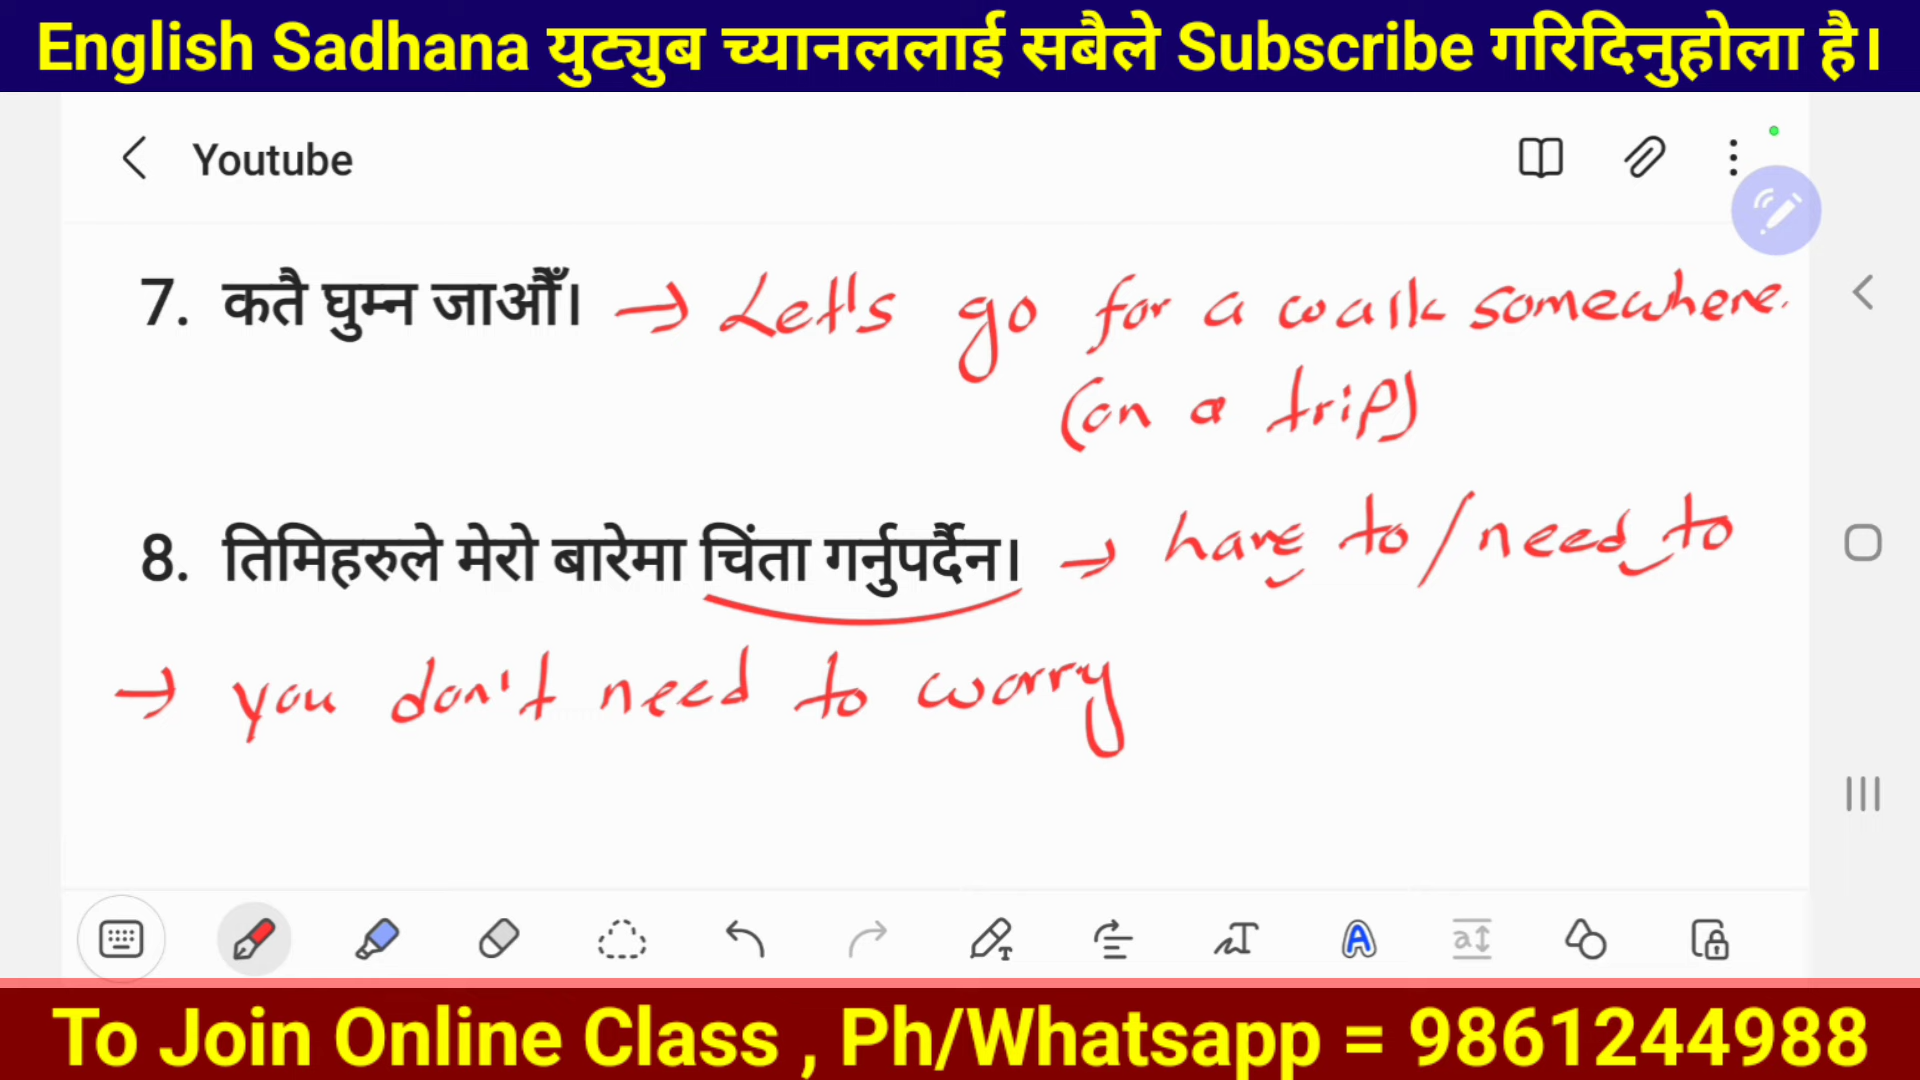 English Sadhana युट्युब च्यानललाई सबैले Subscribe गरिदिनुहोला है।
Youtube
7. कतै घुम्न जाऔँ। → Let's go for a walk somewhere.
(on a trip)
8. तिमिहरुले मेरो बारेमा चिंता गर्नुपर्दैन। → have to / need to
→ you don't need to worry
To Join Online Class , Ph/Whatsapp = 9861244988